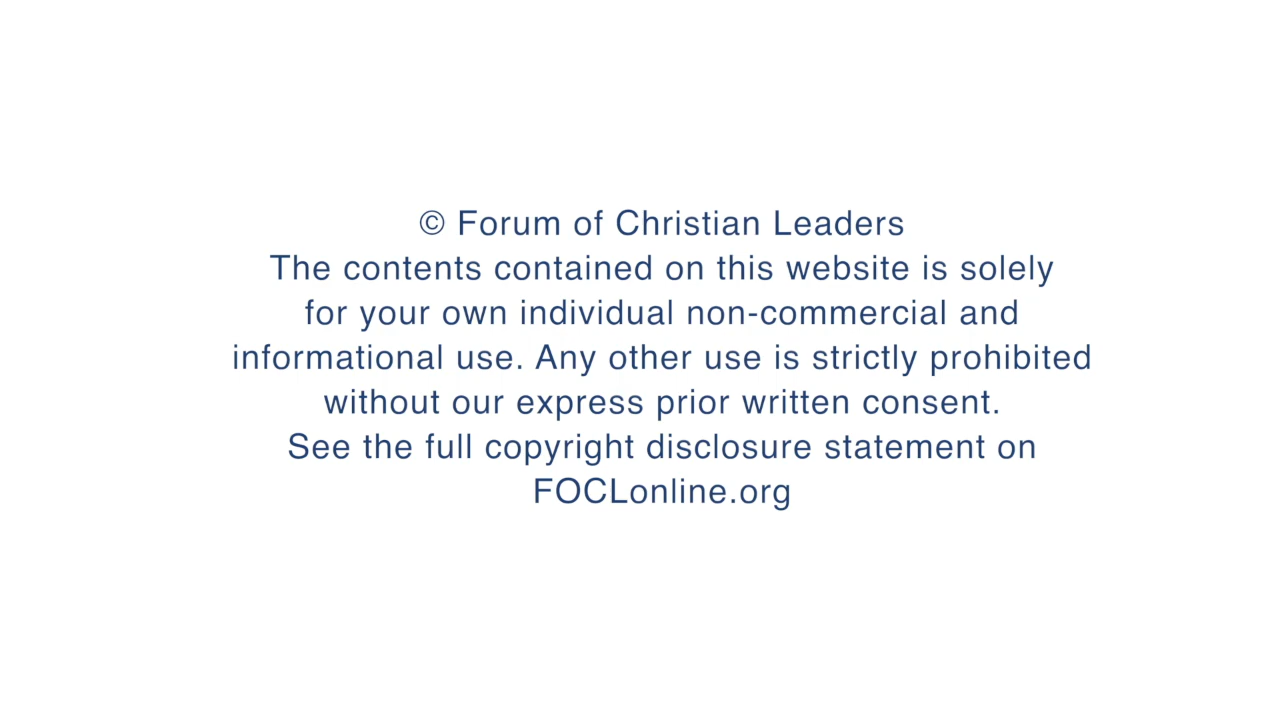 © Forum of Christian Leaders
The contents contained on this website is solely
for your own individual non-commercial and
informational use. Any other use is strictly prohibited
without our express prior written consent.
See the full copyright disclosure statement on
FOCLonline.org